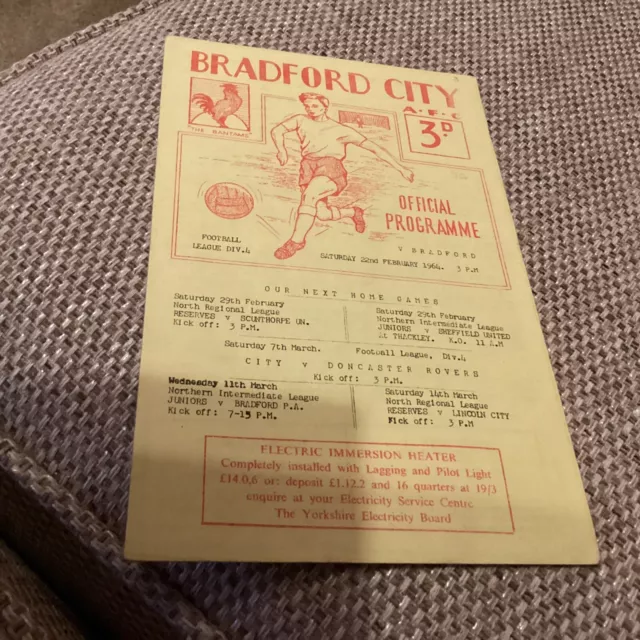 BRADFORD CITY
A.F.C
3D
THE BANTAMS
OFFICIAL
PROGRAMME
FOOTBALL
LEAGUE DIV.4
V BRADFORD
SATURDAY 22ND FEBRUARY 1964. 3 P.M
OUR NEXT HOME GAMES
Saturday 29th February
North Regional League
RESERVES v SCUNTHORPE UN.
Kick off: 3 P.M.
Saturday 29th February
Northern Intermediate League
JUNIORS v SHEFFIELD UNITED
At THACKLEY. K.O. 11 A.M
Saturday 7th March. Football League, Div.4
CITY v DONCASTER ROVERS
Kick off: 3 P.M.
Wednesday 11th March
Northern Intermediate League
JUNIORS v BRADFORD P.A.
Kick off: 7-15 P.M.
Saturday 14th March
North Regional League
RESERVES v LINCOLN CITY
Kick off: 3 P.M
ELECTRIC IMMERSION HEATER
Completely installed with Lagging and Pilot Light
£14.0.6 or: deposit £1.12.2 and 16 quarters at 19/3
enquire at your Electricity Service Centre
The Yorkshire Electricity Board